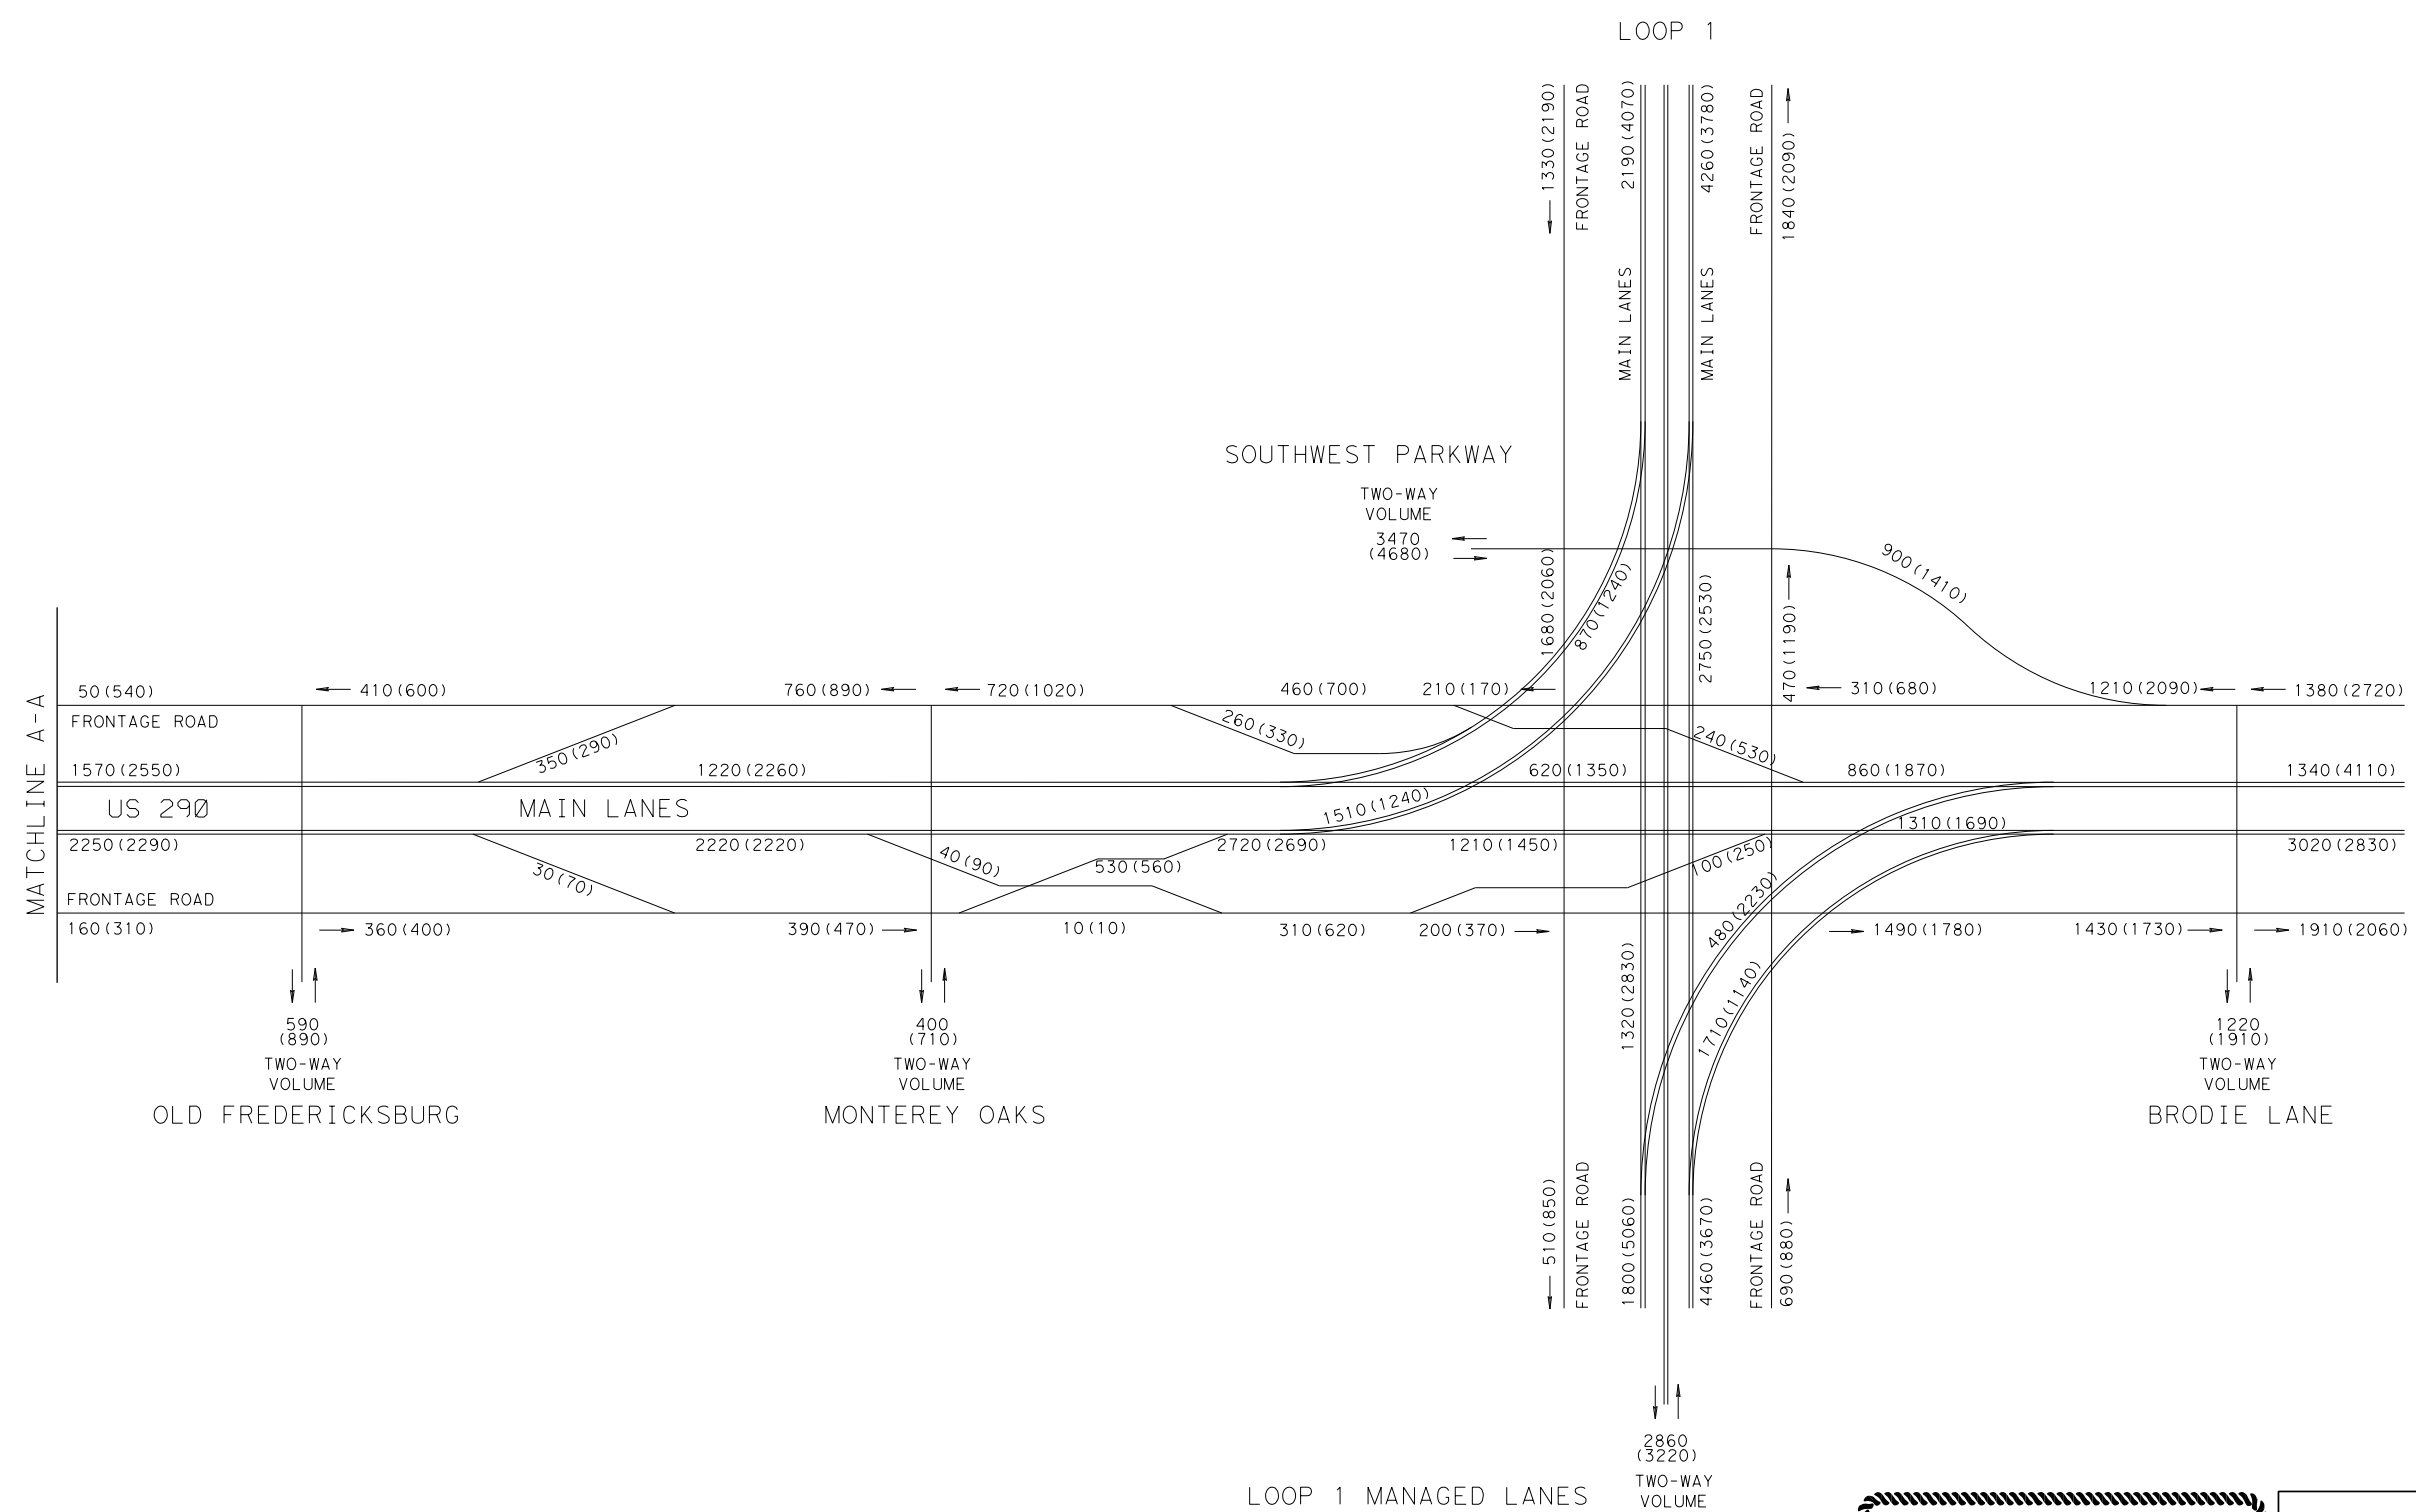 LOOP 1
1330(2190)
FRONTAGE ROAD
2190(4070)
4260(3780)
FRONTAGE ROAD
1840(2090)
MAIN LANES
MAIN LANES
SOUTHWEST PARKWAY
TWO-WAY
VOLUME
3470
(4680)
1680(2060)
870(1240)
2750(2530)
470(1190)
900(1410)
MATCHLINE A-A
50(540)
410(600)
760(890)
720(1020)
460(700)
210(170)
310(680)
1210(2090)
1380(2720)
FRONTAGE ROAD
350(290)
260(330)
240(530)
1570(2550)
1220(2260)
620(1350)
860(1870)
1340(4110)
US 290
MAIN LANES
1510(1240)
1310(1690)
2250(2290)
2220(2220)
2720(2690)
1210(1450)
3020(2830)
30(70)
40(90)
530(560)
100(250)
FRONTAGE ROAD
160(310)
360(400)
390(470)
10(10)
310(620)
200(370)
480(2230)
1490(1780)
1430(1730)
1910(2060)
1320(2830)
1710(1140)
590
(890)
TWO-WAY
VOLUME
OLD FREDERICKSBURG
400
(710)
TWO-WAY
VOLUME
MONTEREY OAKS
1220
(1910)
TWO-WAY
VOLUME
BRODIE LANE
510(850)
FRONTAGE ROAD
1800(5060)
4460(3670)
FRONTAGE ROAD
690(880)
2860
(3220)
TWO-WAY
VOLUME
LOOP 1 MANAGED LANES